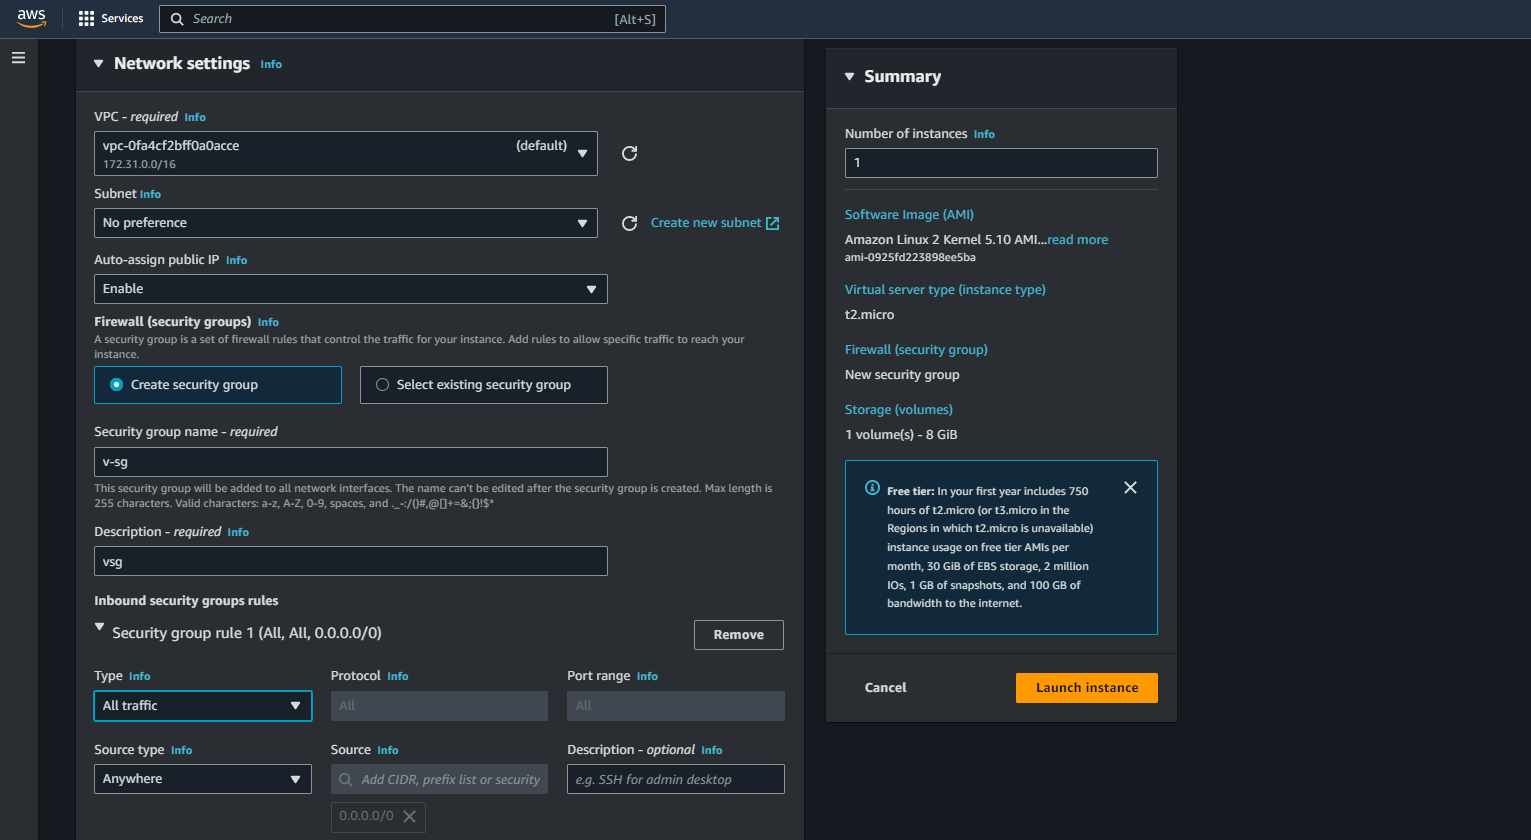 aws
Services
Search
[Alt+S]
Network settings Info
VPC - required Info
vpc-0fa4cf2bff0a0acce (default)
172.31.0.0/16
Subnet Info
No preference
Create new subnet
Auto-assign public IP Info
Enable
Firewall (security groups) Info
A security group is a set of firewall rules that control the traffic for your instance. Add rules to allow specific traffic to reach your
instance.
Create security group
Select existing security group
Security group name - required
v-sg
This security group will be added to all network interfaces. The name can't be edited after the security group is created. Max length is
255 characters. Valid characters: a-z, A-Z, 0-9, spaces, and ._-:/()#,@[]+=&;{}!$*
Description - required Info
vsg
Inbound security groups rules
Security group rule 1 (All, All, 0.0.0.0/0)
Remove
Type Info
Protocol Info
Port range Info
All traffic
All
All
Source type Info
Source Info
Description - optional Info
Anywhere
Add CIDR, prefix list or security
e.g. SSH for admin desktop
0.0.0.0/0
Summary
Number of instances Info
1
Software Image (AMI)
Amazon Linux 2 Kernel 5.10 AMI...read more
ami-0925fd223898ee5ba
Virtual server type (instance type)
t2.micro
Firewall (security group)
New security group
Storage (volumes)
1 volume(s) - 8 GiB
Free tier: In your first year includes 750
hours of t2.micro (or t3.micro in the
Regions in which t2.micro is unavailable)
instance usage on free tier AMIs per
month, 30 GiB of EBS storage, 2 million
IOs, 1 GB of snapshots, and 100 GB of
bandwidth to the internet.
Cancel
Launch instance